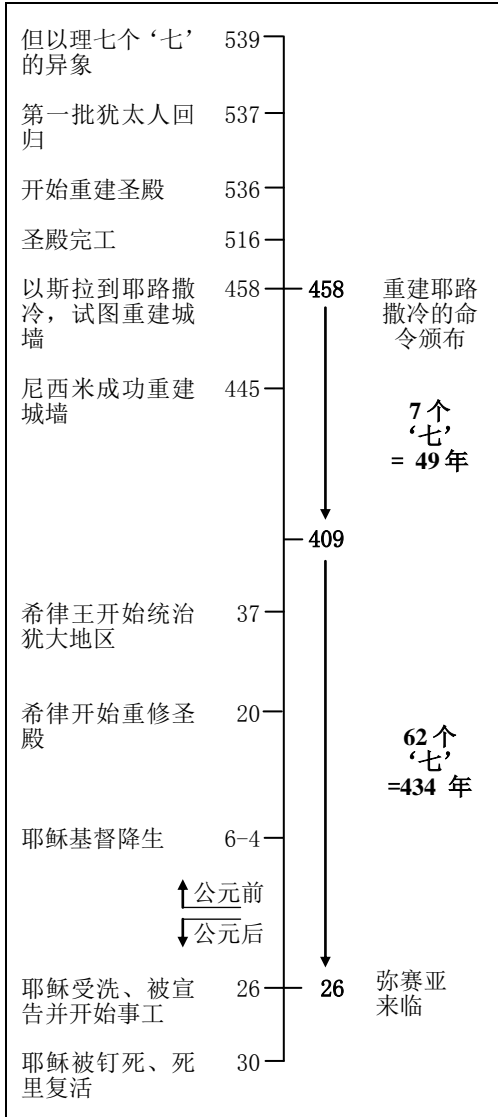 但以理七个‘七’ 539
的异象
第一批犹太人回 537
归
开始重建圣殿 536
圣殿完工 516
以斯拉到耶路撒 458 458 重建耶路
冷，试图重建城 撒冷的命
墙 令颁布
尼西米成功重建 445
城墙
7个
‘七’
= 49年
409
希律王开始统治 37
犹大地区
希律开始重修圣 20
殿
62个
‘七’
=434 年
耶稣基督降生 6-4
公元前
公元后
耶稣受洗、被宣 26 26 弥赛亚
告并开始事工 来临
耶稣被钉死、死 30
里复活